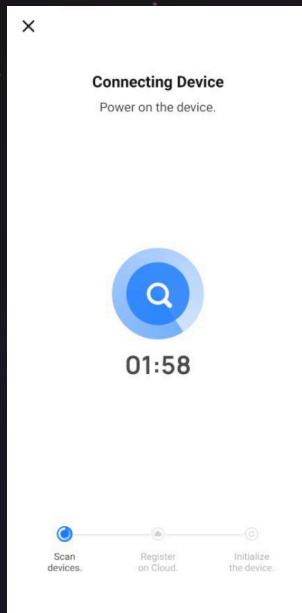 Connecting Device
Power on the device.
01:58
Scan
devices.
Register
on Cloud.
Initialize
the device.